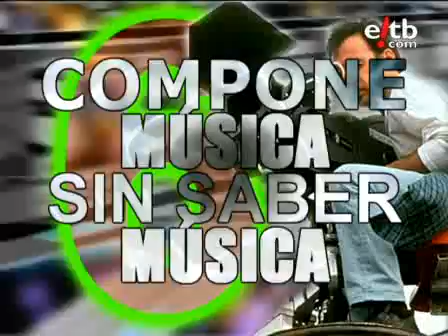 eitb
.com
COMPONE
MÚSICA
SIN SABER
MÚSICA